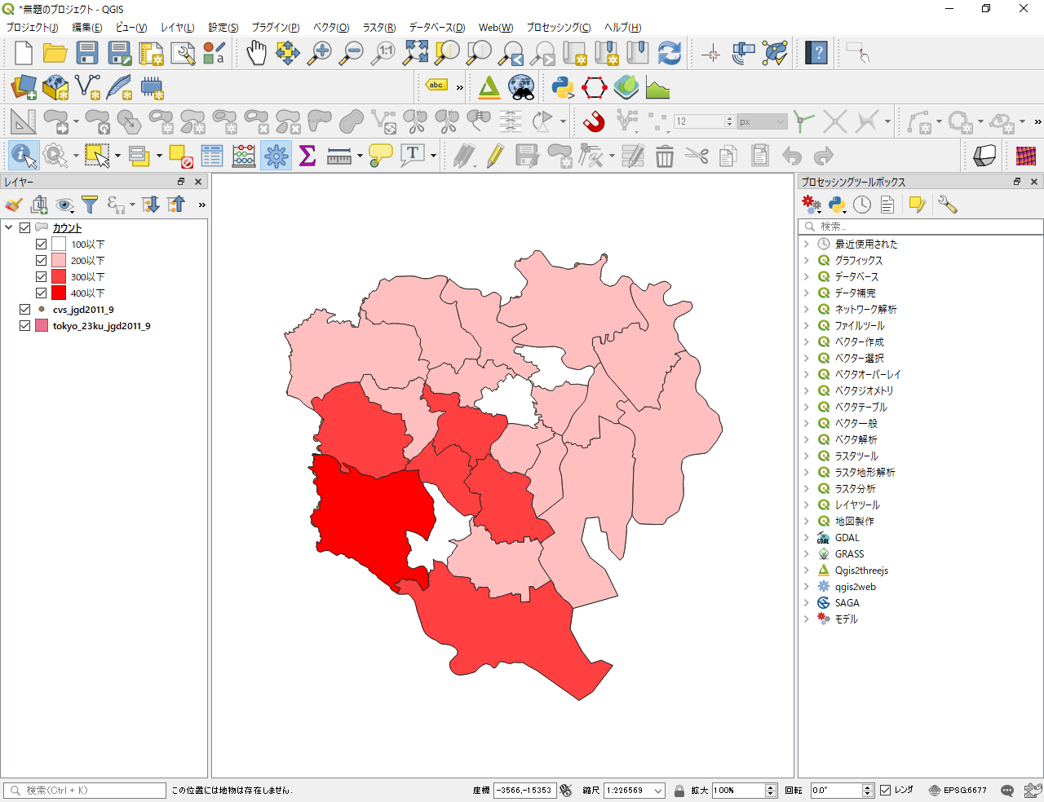 *無題のプロジェクト - QGIS
プロジェクト(J) 編集(E) ビュー(V) レイヤ(L) 設定(S) プラグイン(P) ベクタ(O) ラスタ(R) データベース(D) Web(W) プロセッシング(C) ヘルプ(H)
1:1 a ?
abc » »
12 px »
T
レイヤー
»
カウント
100以下
200以下
300以下
400以下
cvs_jgd2011_9
tokyo_23ku_jgd2011_9
プロセッシングツールボックス
検索...
最近使用された
グラフィックス
データベース
データ補完
ネットワーク解析
ファイルツール
ベクター作成
ベクター選択
ベクタオーバーレイ
ベクタジオメトリ
ベクタテーブル
ベクタ一般
ベクタ解析
ラスタツール
ラスタ地形解析
ラスタ分析
レイヤツール
地図製作
GDAL
GRASS
Qgis2threejs
qgis2web
SAGA
モデル
検索(Ctrl + K) この位置には地物は存在しません. 座標 -3566,-15353 縮尺 1:226569 拡大 100% 回転 0.0° レンダ EPSG:6677